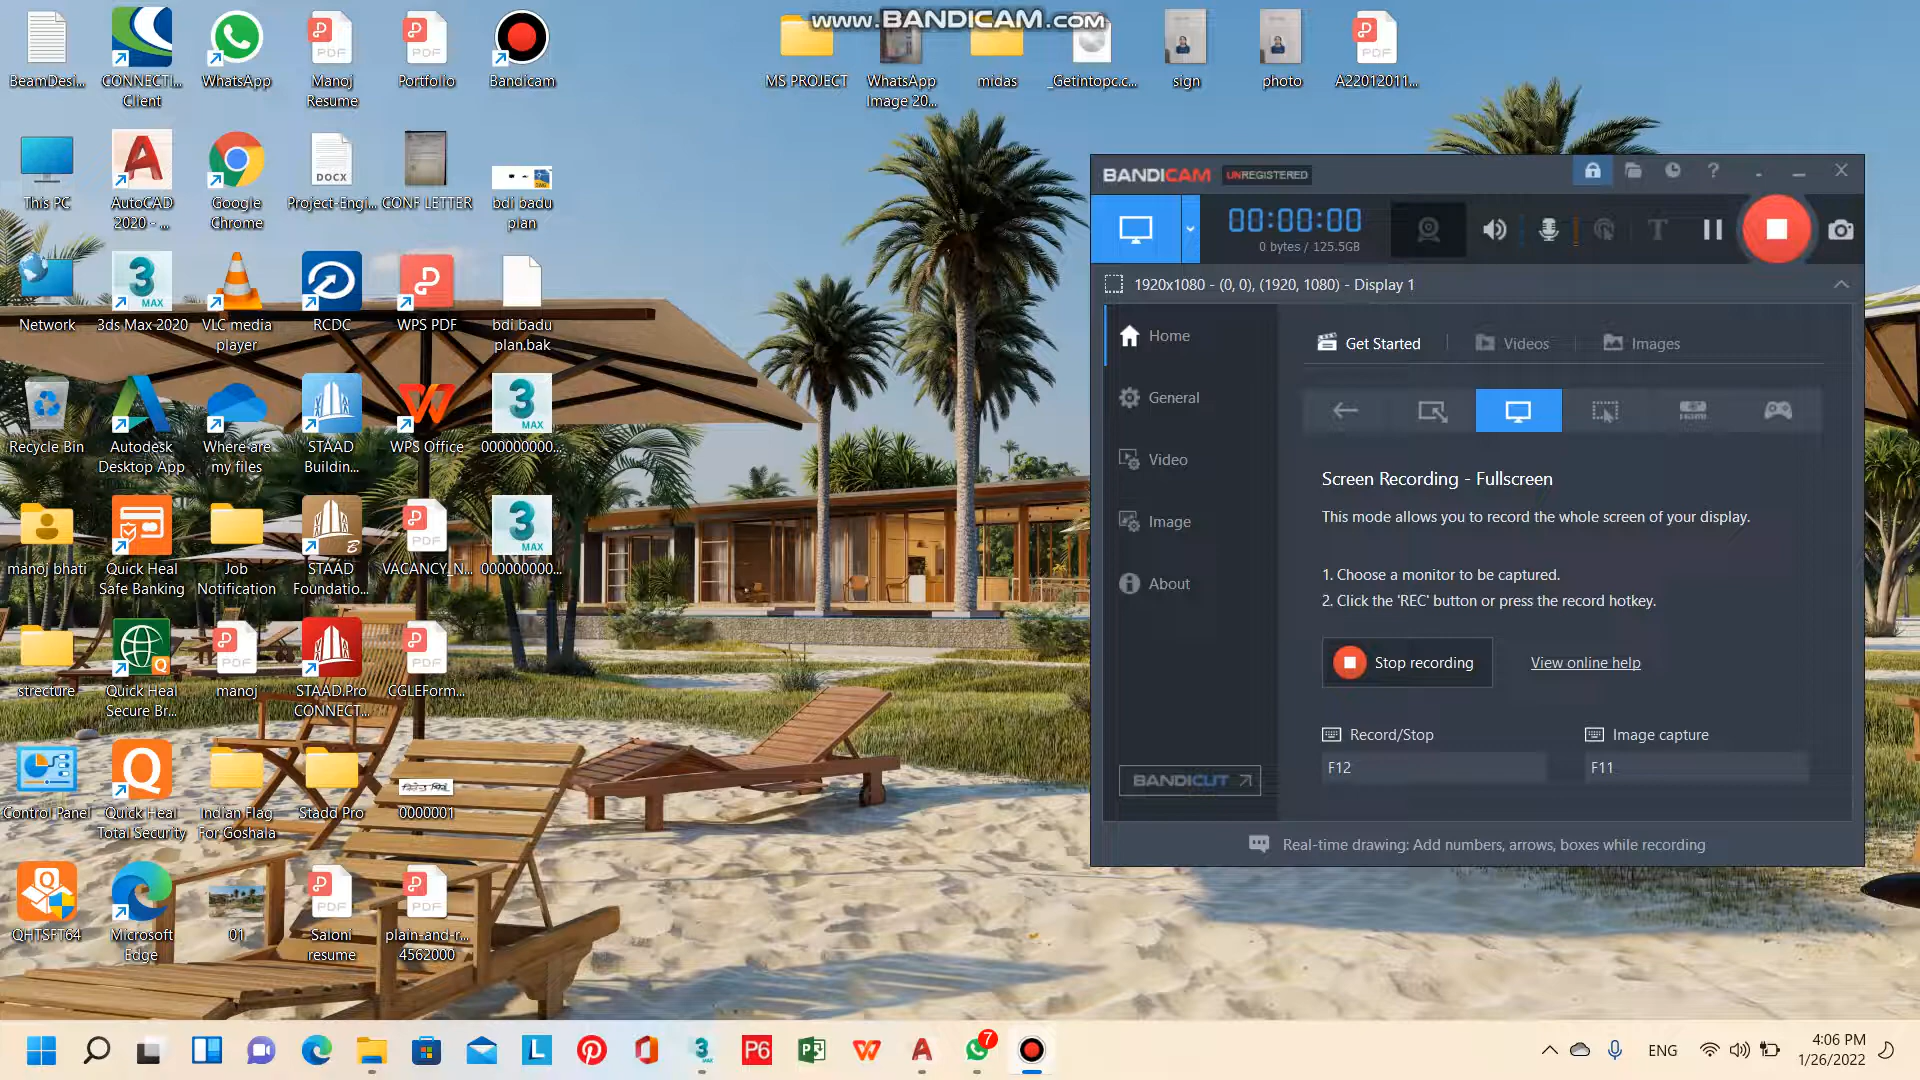 www.BANDICAM.com
BeamDesi...
CONNECTI...
Client
WhatsApp
Manoj
Resume
Portfolio
Bandicam
MS PROJECT
WhatsApp
Image 20...
midas
_Getintopc.c...
sign
photo
A22012011...
This PC
AutoCAD
2020 - ...
Google
Chrome
DOCX
Project-Engi...
CONF LETTER
bdi badu
plan
Network
3ds Max 2020
VLC media
player
RCDC
WPS PDF
bdi badu
plan.bak
Recycle Bin
Autodesk
Desktop App
Where are
my files
STAAD
Buildin...
WPS Office
000000000...
manoj bhati
Quick Heal
Safe Banking
Job
Notification
STAAD
Foundatio...
VACANCY_N...
000000000...
strecture
Quick Heal
Secure Br...
manoj
STAAD.Pro
CONNECT...
CGLEForm...
Control Panel
Quick Heal
Total Security
Indian Flag
For Goshala
Stadd Pro
0000001
QHTSFT64
Microsoft
Edge
01
Saloni
resume
plain-and-r...
4562000
BANDICAM UNREGISTERED
00:00:00
0 bytes / 125.5GB
1920x1080 - (0, 0), (1920, 1080) - Display 1
Home
General
Video
Image
About
BANDICUT
Get Started
Videos
Images
Screen Recording - Fullscreen
This mode allows you to record the whole screen of your display.
1. Choose a monitor to be captured.
2. Click the 'REC' button or press the record hotkey.
Stop recording
View online help
Record/Stop
Image capture
F12
F11
Real-time drawing: Add numbers, arrows, boxes while recording
7
ENG
4:06 PM
1/26/2022